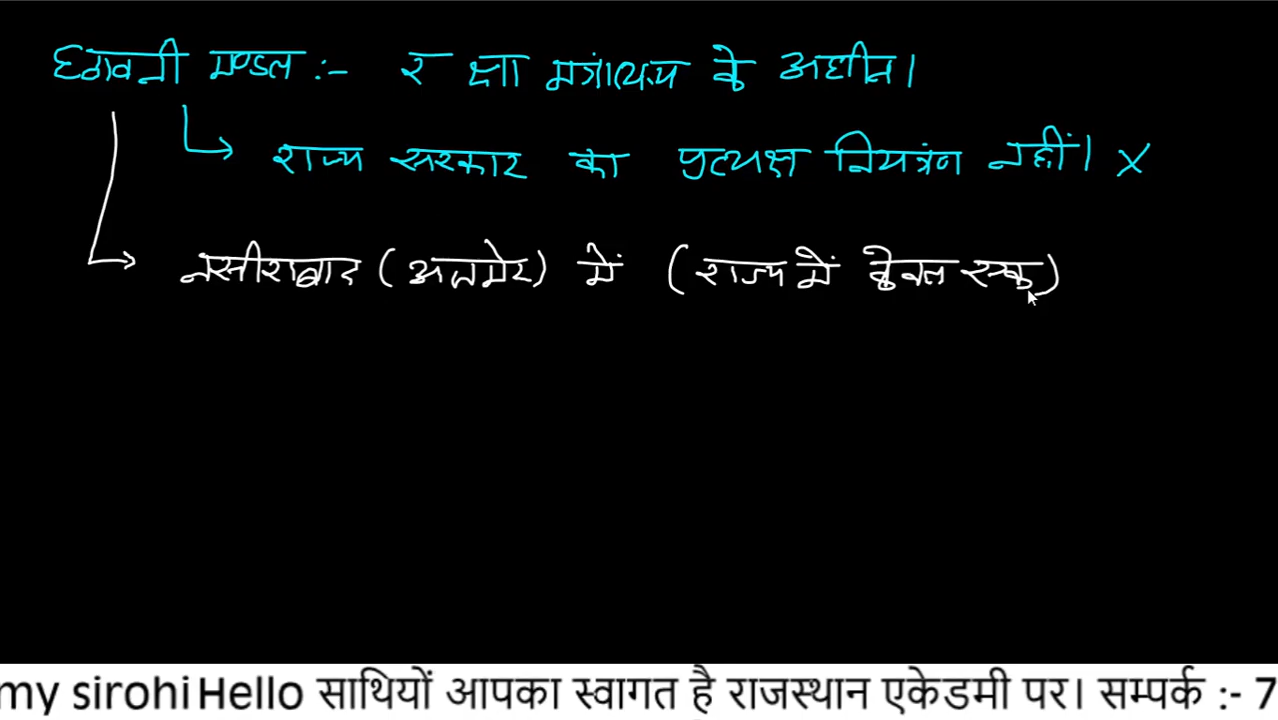 छावनी मण्डल :- रक्षा मंत्रालय के अधीन।
राज्य सरकार का प्रत्यक्ष नियंत्रण नहीं। X
नसीराबाद (अजमेर) में (राज्य में केवल एक)
my sirohi Hello साथियों आपका स्वागत है राजस्थान एकेडमी पर। सम्पर्क :- 7